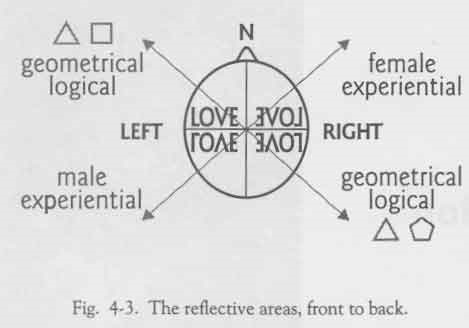 N
geometrical
logical
female
experiential
LOVE LOVE
LEFT
LOVE LOVE
RIGHT
male
experiential
geometrical
logical
Fig. 4-3. The reflective areas, front to back.